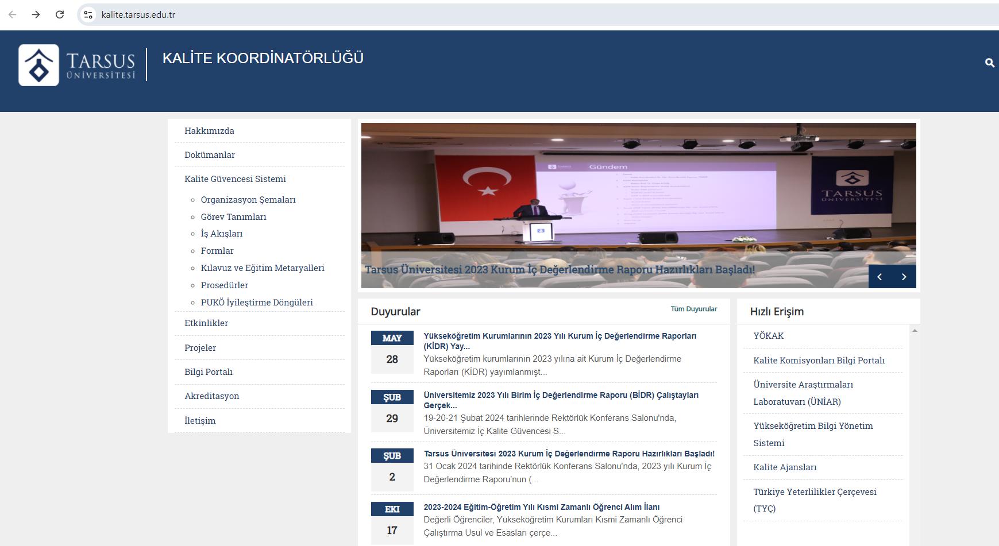 kalite.tarsus.edu.tr
TARSUS
ÜNİVERSİTESİ
KALİTE KOORDİNATÖRLÜĞÜ
Hakkımızda
Dokümanlar
Kalite Güvencesi Sistemi
Organizasyon Şemaları
Görev Tanımları
İş Akışları
Formlar
Kılavuz ve Eğitim Metaryalleri
Prosedürler
PUKÖ İyileştirme Döngüleri
Etkinlikler
Projeler
Bilgi Portalı
Akreditasyon
İletişim
Gündem
TARSUS
ÜNİVERSİTESİ
Tarsus Üniversitesi 2023 Kurum İç Değerlendirme Raporu Hazırlıkları Başladı!
Duyurular
Tüm Duyurular
MAY
28
Yükseköğretim Kurumlarının 2023 Yılı Kurum İç Değerlendirme Raporları
(KİDR) Yay...
Yükseköğretim kurumlarının 2023 yılına ait Kurum İç Değerlendirme
Raporları (KİDR) yayımlanmışt...
ŞUB
29
Üniversitemiz 2023 Yılı Birim İç Değerlendirme Raporu (BİDR) Çalıştayları
Gerçek...
19-20-21 Şubat 2024 tarihlerinde Rektörlük Konferans Salonu'nda,
Üniversitemiz İç Kalite Güvencesi S...
ŞUB
2
Tarsus Üniversitesi 2023 Kurum İç Değerlendirme Raporu Hazırlıkları Başladı!
31 Ocak 2024 tarihinde Rektörlük Konferans Salonu'nda, 2023 yılı Kurum İç
Değerlendirme Raporu'nun (...
EKI
17
2023-2024 Eğitim-Öğretim Yılı Kısmi Zamanlı Öğrenci Alım İlanı
Değerli Öğrenciler, Yükseköğretim Kurumları Kısmi Zamanlı Öğrenci
Çalıştırma Usul ve Esasları çerçe...
Hızlı Erişim
YÖKAK
Kalite Komisyonları Bilgi Portalı
Üniversite Araştırmaları
Laboratuvarı (ÜNİAR)
Yükseköğretim Bilgi Yönetim
Sistemi
Kalite Ajansları
Türkiye Yeterlilikler Çerçevesi
(TYÇ)